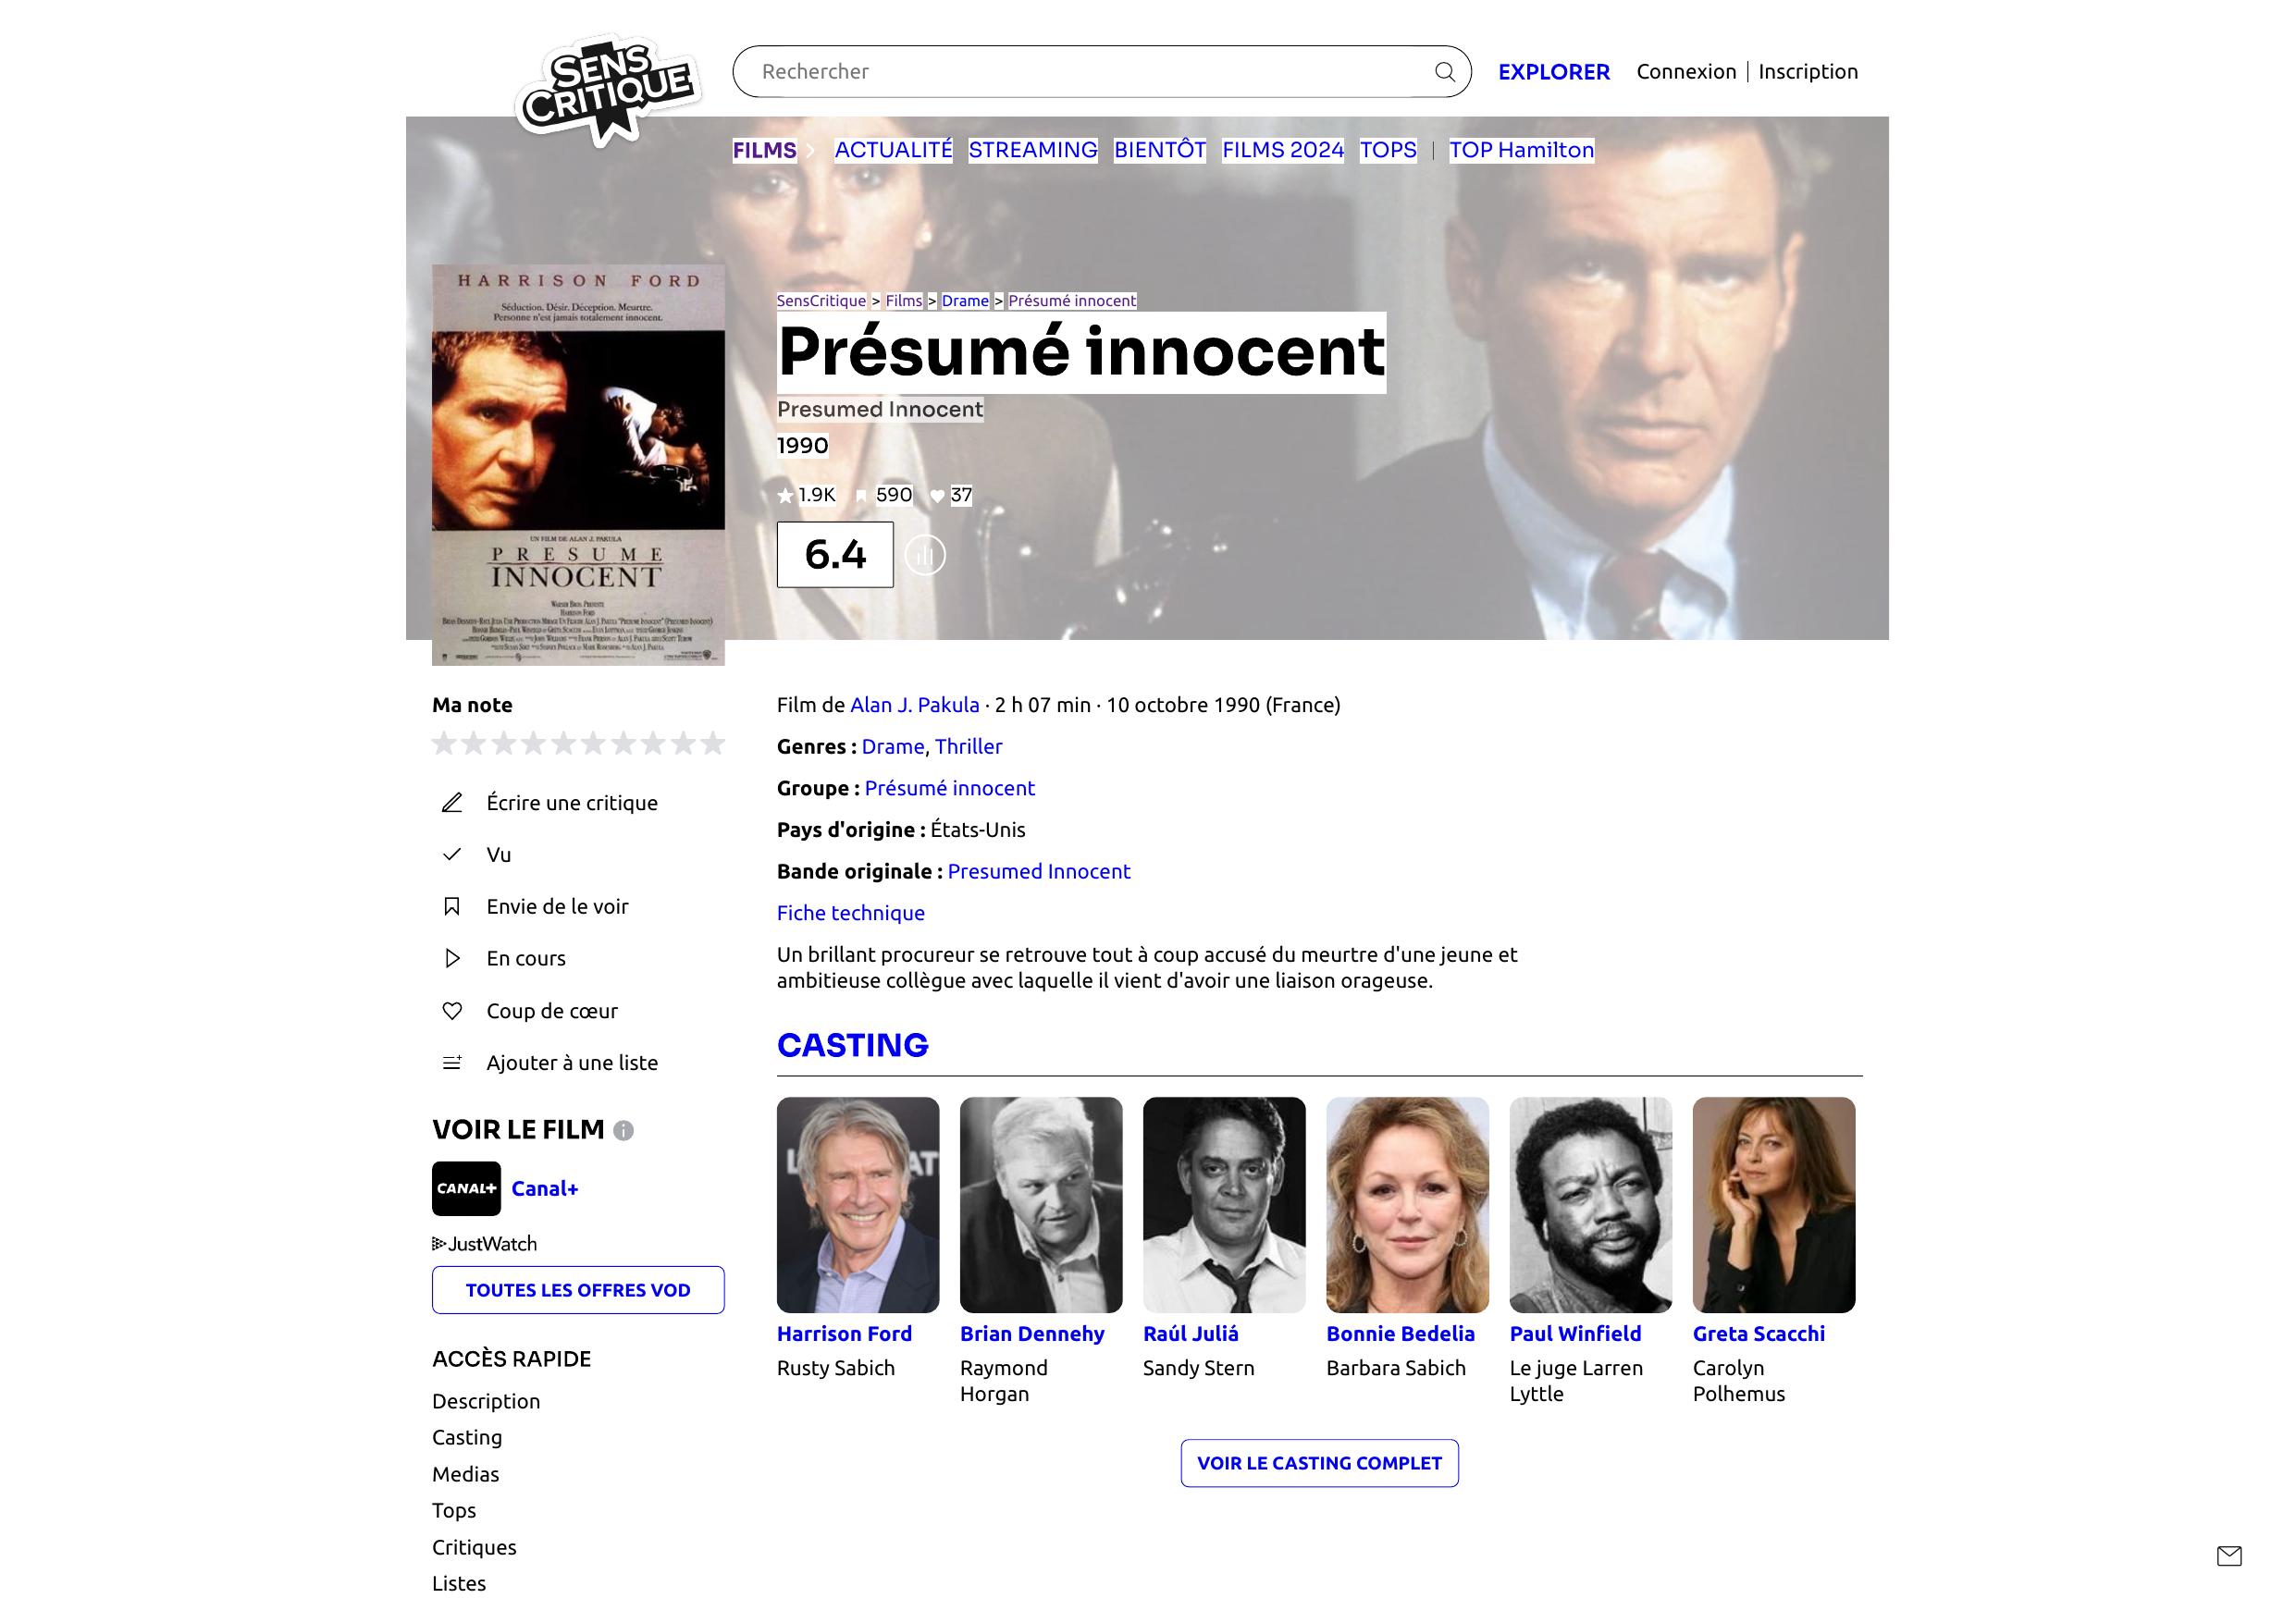 SENS
CRITIQUE
Rechercher
EXPLORER
Connexion
Inscription
FILMS
ACTUALITÉ
STREAMING
BIENTÔT
FILMS 2024
TOPS
TOP Hamilton
HARRISON FORD
Séduction. Désir. Déception. Meurtre.
Personne n'est jamais totalement innocent.
UN FILM DE ALAN J. PAKULA
PRESUME
INNOCENT
SensCritique > Films > Drame > Présumé innocent
Présumé innocent
Presumed Innocent
1990
1.9K 590 37
6.4
Ma note
Écrire une critique
Vu
Envie de le voir
En cours
Coup de cœur
Ajouter à une liste
VOIR LE FILM
CANAL+ Canal+
JustWatch
TOUTES LES OFFRES VOD
ACCÈS RAPIDE
Description
Casting
Medias
Tops
Critiques
Listes
Film de Alan J. Pakula · 2 h 07 min · 10 octobre 1990 (France)
Genres : Drame, Thriller
Groupe : Présumé innocent
Pays d'origine : États-Unis
Bande originale : Presumed Innocent
Fiche technique
Un brillant procureur se retrouve tout à coup accusé du meurtre d'une jeune et
ambitieuse collègue avec laquelle il vient d'avoir une liaison orageuse.
CASTING
Harrison Ford
Rusty Sabich
Brian Dennehy
Raymond
Horgan
Raúl Juliá
Sandy Stern
Bonnie Bedelia
Barbara Sabich
Paul Winfield
Le juge Larren
Lyttle
Greta Scacchi
Carolyn
Polhemus
VOIR LE CASTING COMPLET